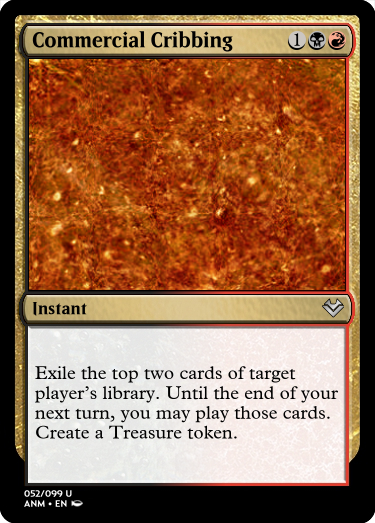 Commercial Cribbing 1
Instant
Exile the top two cards of target
player's library. Until the end of your
next turn, you may play those cards.
Create a Treasure token.
052/099 U
ANM • EN